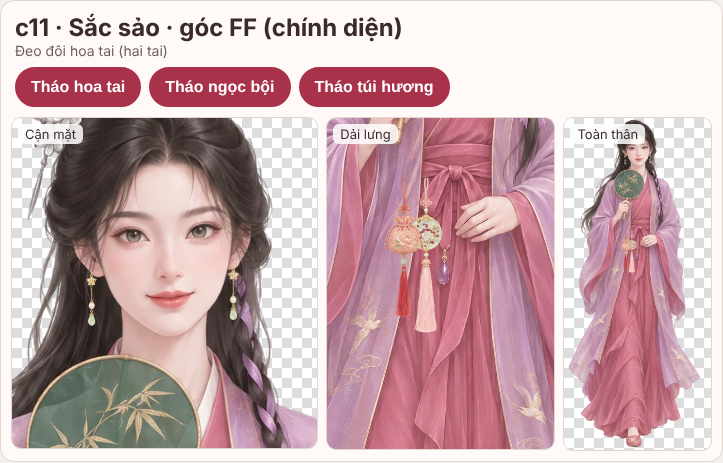 c11 · Sắc sảo · góc FF (chính diện)
Đeo đôi hoa tai (hai tai)
Tháo hoa tai
Tháo ngọc bội
Tháo túi hương
Cận mặt
Dải lưng
Toàn thân